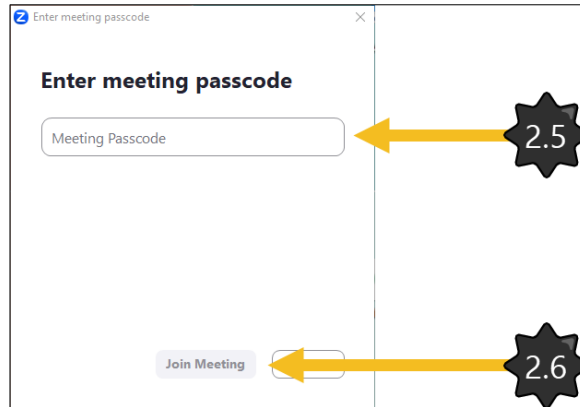 Enter meeting passcode
Enter meeting passcode
Meeting Passcode
2.5
Join Meeting
2.6